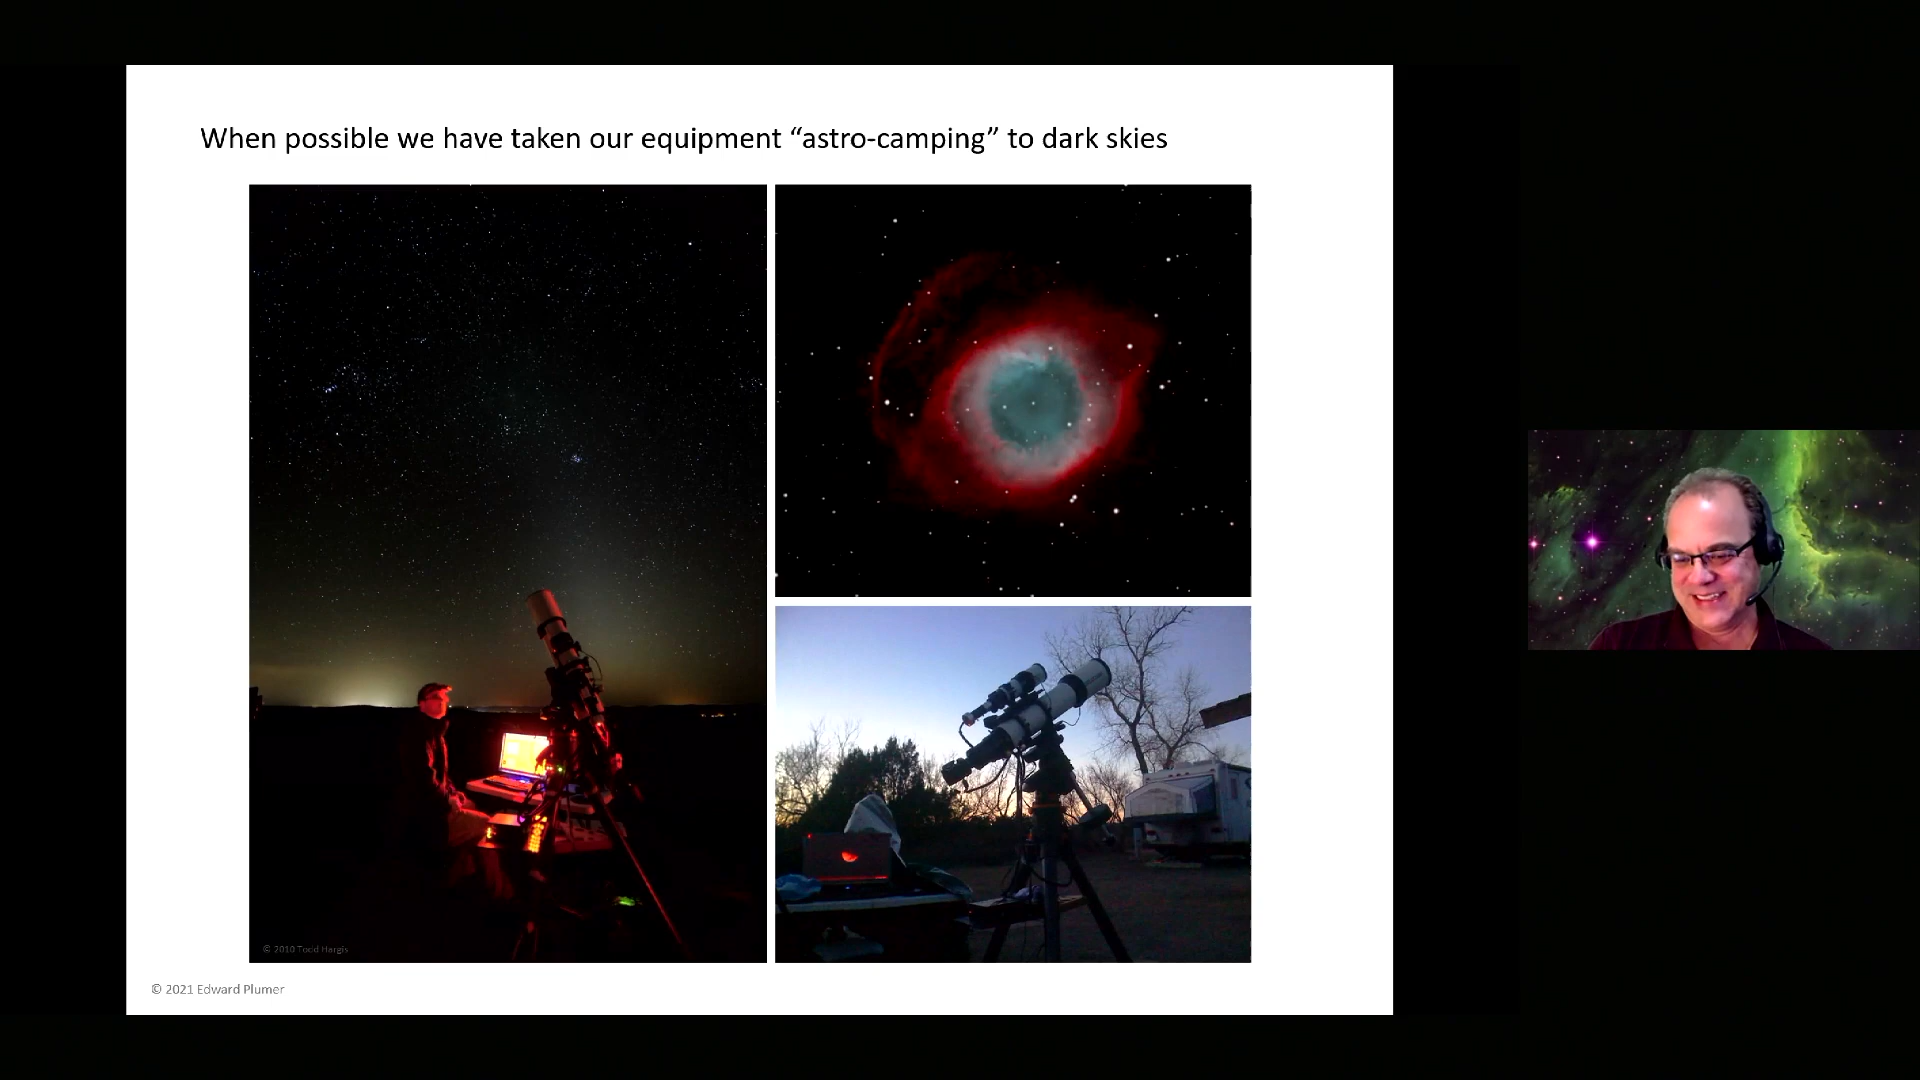 When possible we have taken our equipment “astro-camping” to dark skies
© 2010 Todd Hargis
© 2021 Edward Plumer